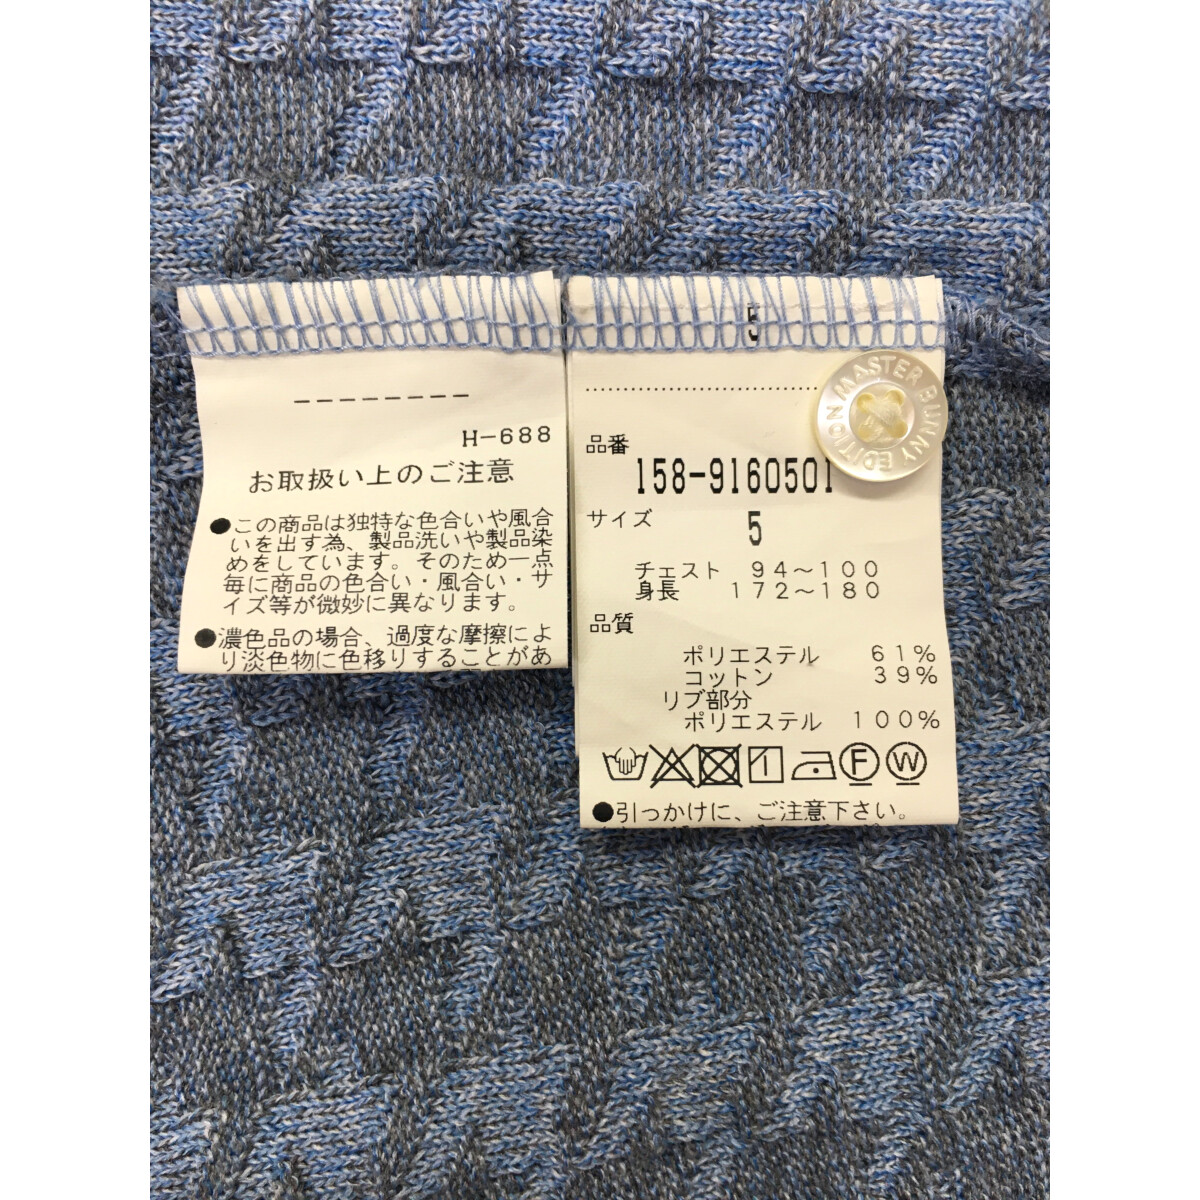 --------
H-688
お取扱い上のご注意
●この商品は独特な色合いや風合
いを出す為、製品洗いや製品染
めをしています。そのため一点
毎に商品の色合い・風合い・サ
イズ等が微妙に異なります。
●濃色品の場合、過度な摩擦によ
り淡色物に色移りすることがあ
5
品番
158-9160501
サイズ
5
チェスト 94～100
身長 172～180
品質
ポリエステル 61%
コットン 39%
リブ部分
ポリエステル 100%
F W
●引っかけに、ご注意下さい。
MASTER BUNNY EDITION